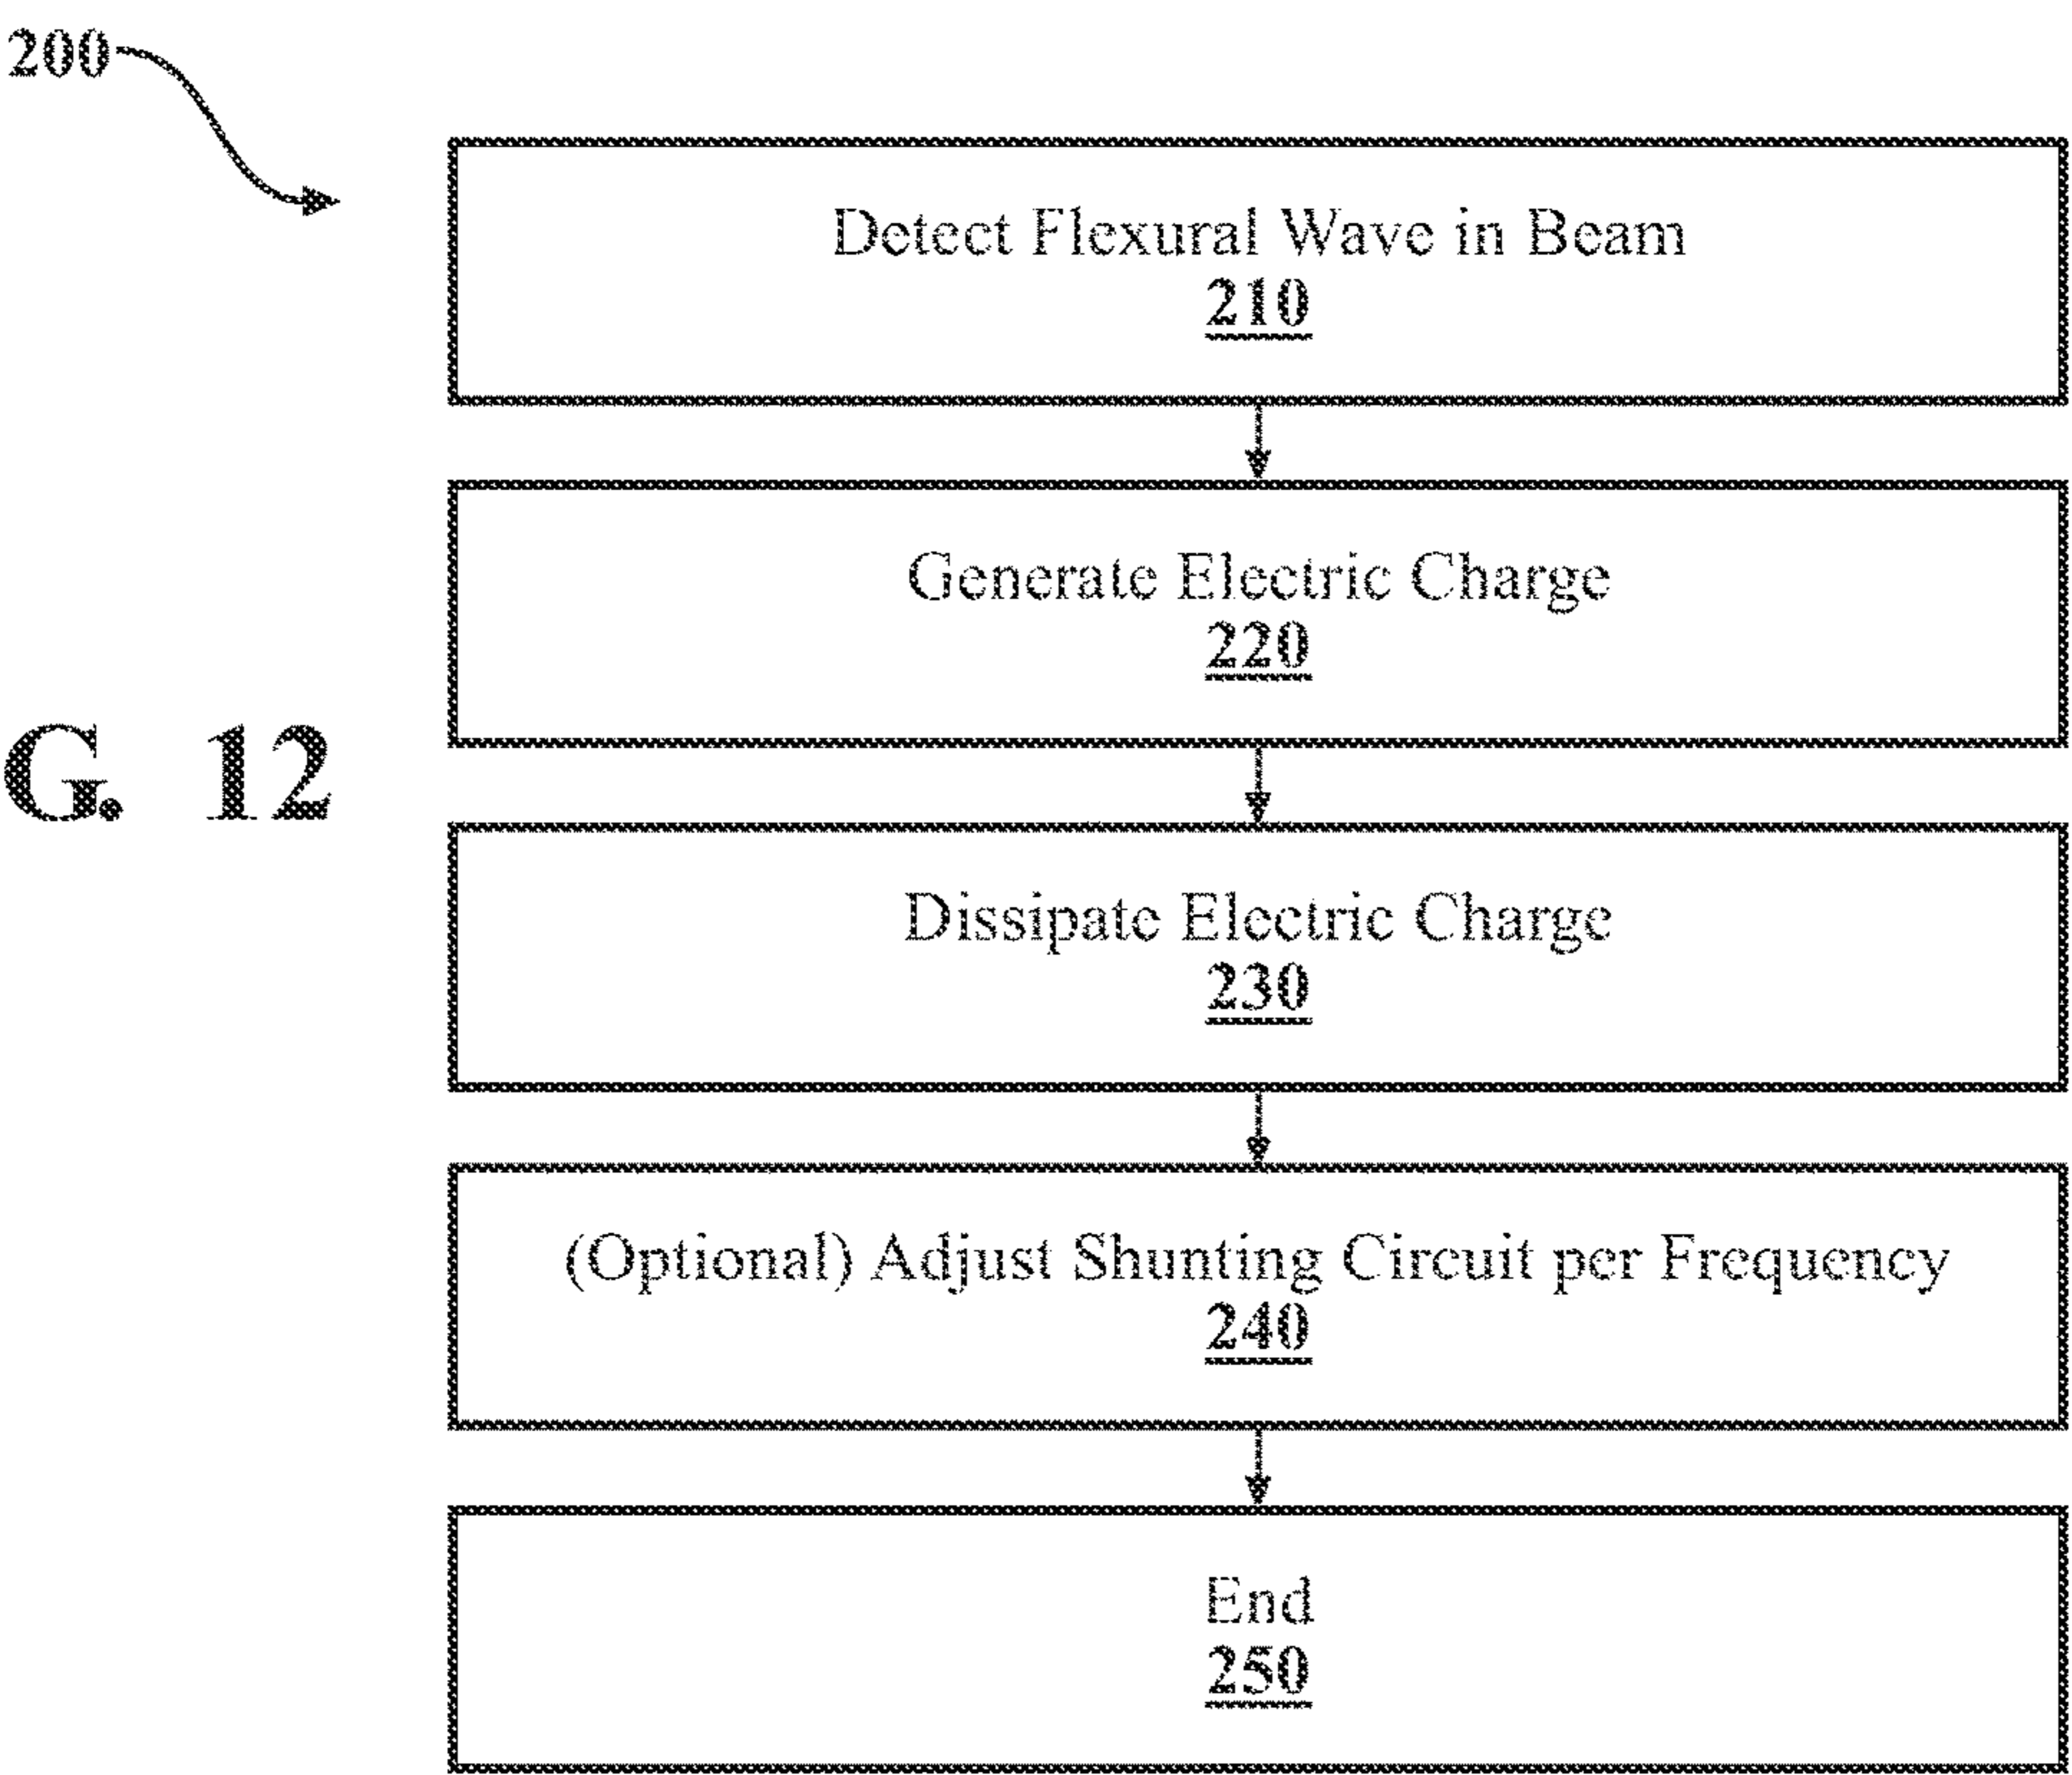 200
Detect Flexural Wave in Beam
210
Generate Electric Charge
220
G. 12
Dissipate Electric Charge
230
(Optional) Adjust Shunting Circuit per Frequency
240
End
250